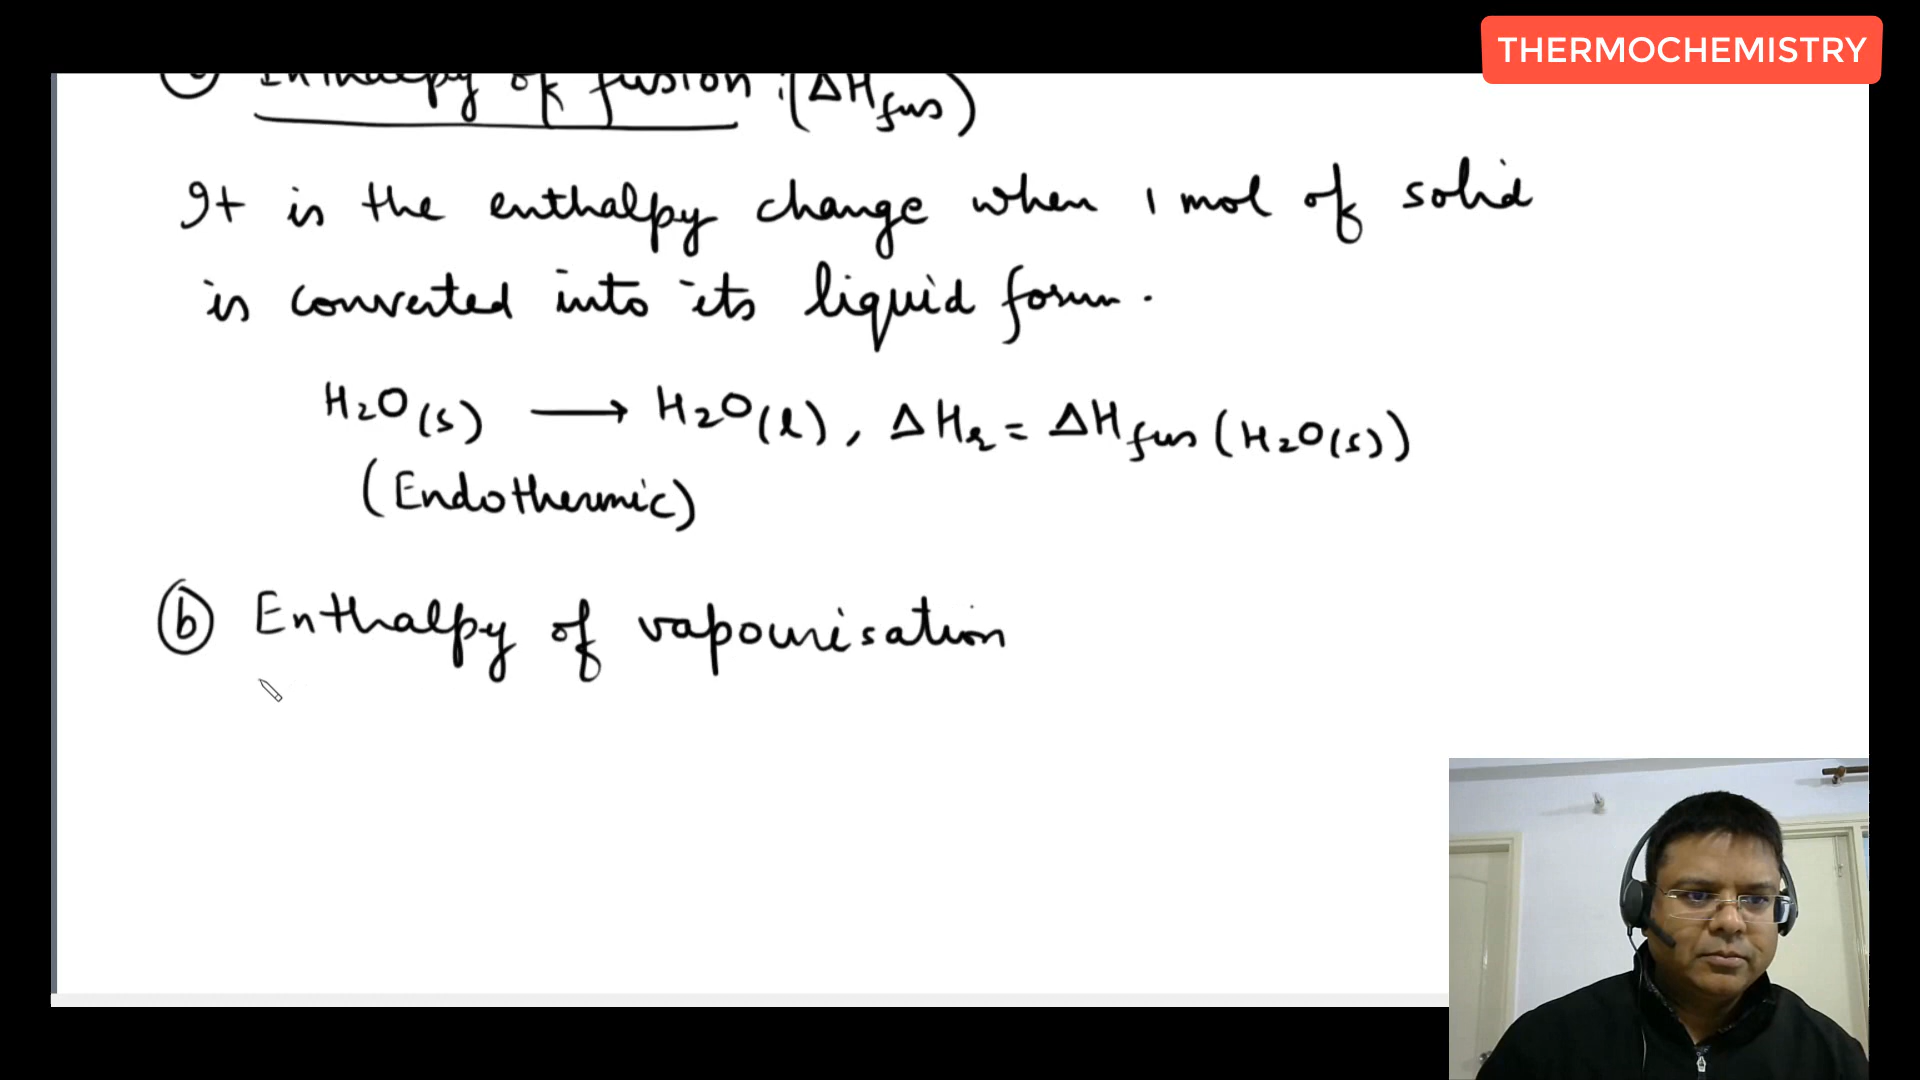 THERMOCHEMISTRY
Enthalpy of fusion : (ΔHfus)
It is the enthalpy change when 1 mol of solid
is converted into its liquid form.
H₂O(s) ⟶ H₂O(l), ΔHr = ΔHfus (H₂O(s))
(Endothermic)
(b) Enthalpy of vapourisation